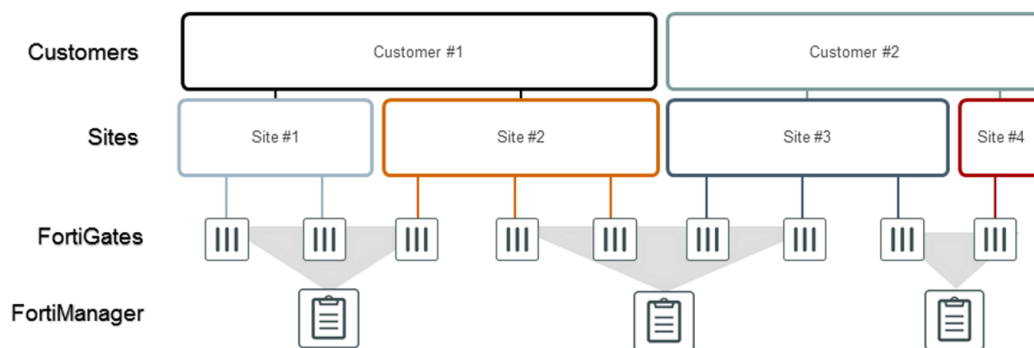 Customers
Customer #1
Customer #2
Sites
Site #1
Site #2
Site #3
Site #4
FortiGates
FortiManager